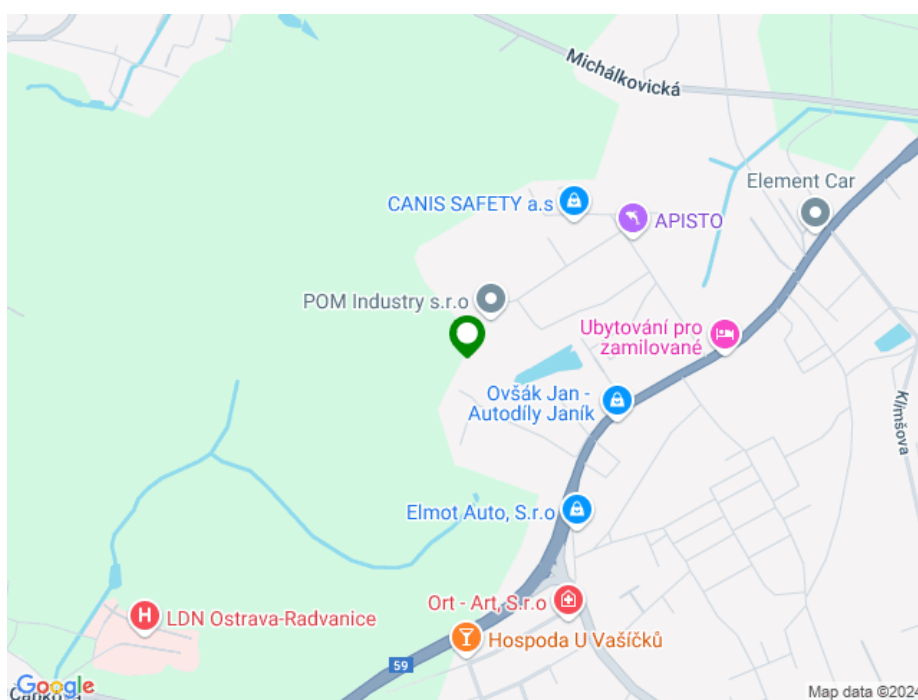 Michálkovická
Element Car
CANIS SAFETY a.s
APISTO
POM Industry s.r.o
Ubytování pro
zamilované
Ovšák Jan -
Autodíly Janík
Klimšova
Elmot Auto, S.r.o
Ort - Art, S.r.o
H
LDN Ostrava-Radvanice
Hospoda U Vašíčků
59
Google
Map data ©2024